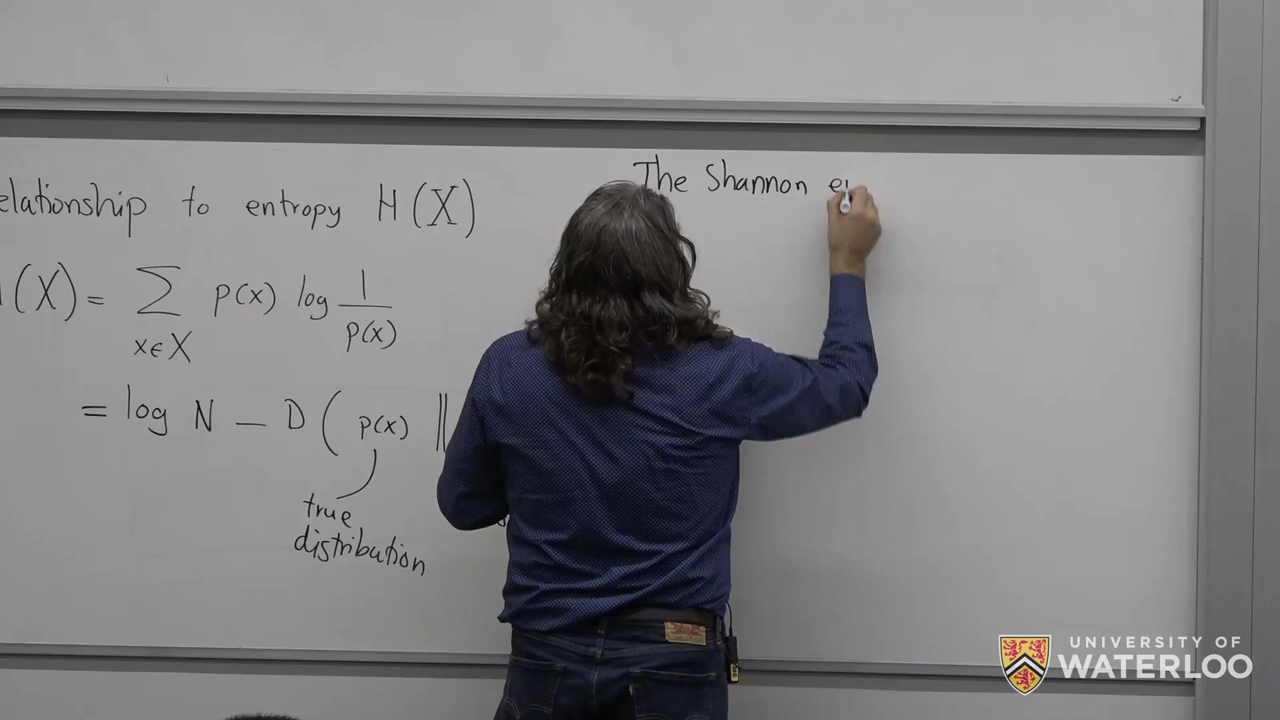 elationship to entropy H(X)
(X) = ∑ p(x) log 1/p(x)
x∈X
= log N − D ( p(x) ||
true
distribution
The Shannon
UNIVERSITY OF
WATERLOO